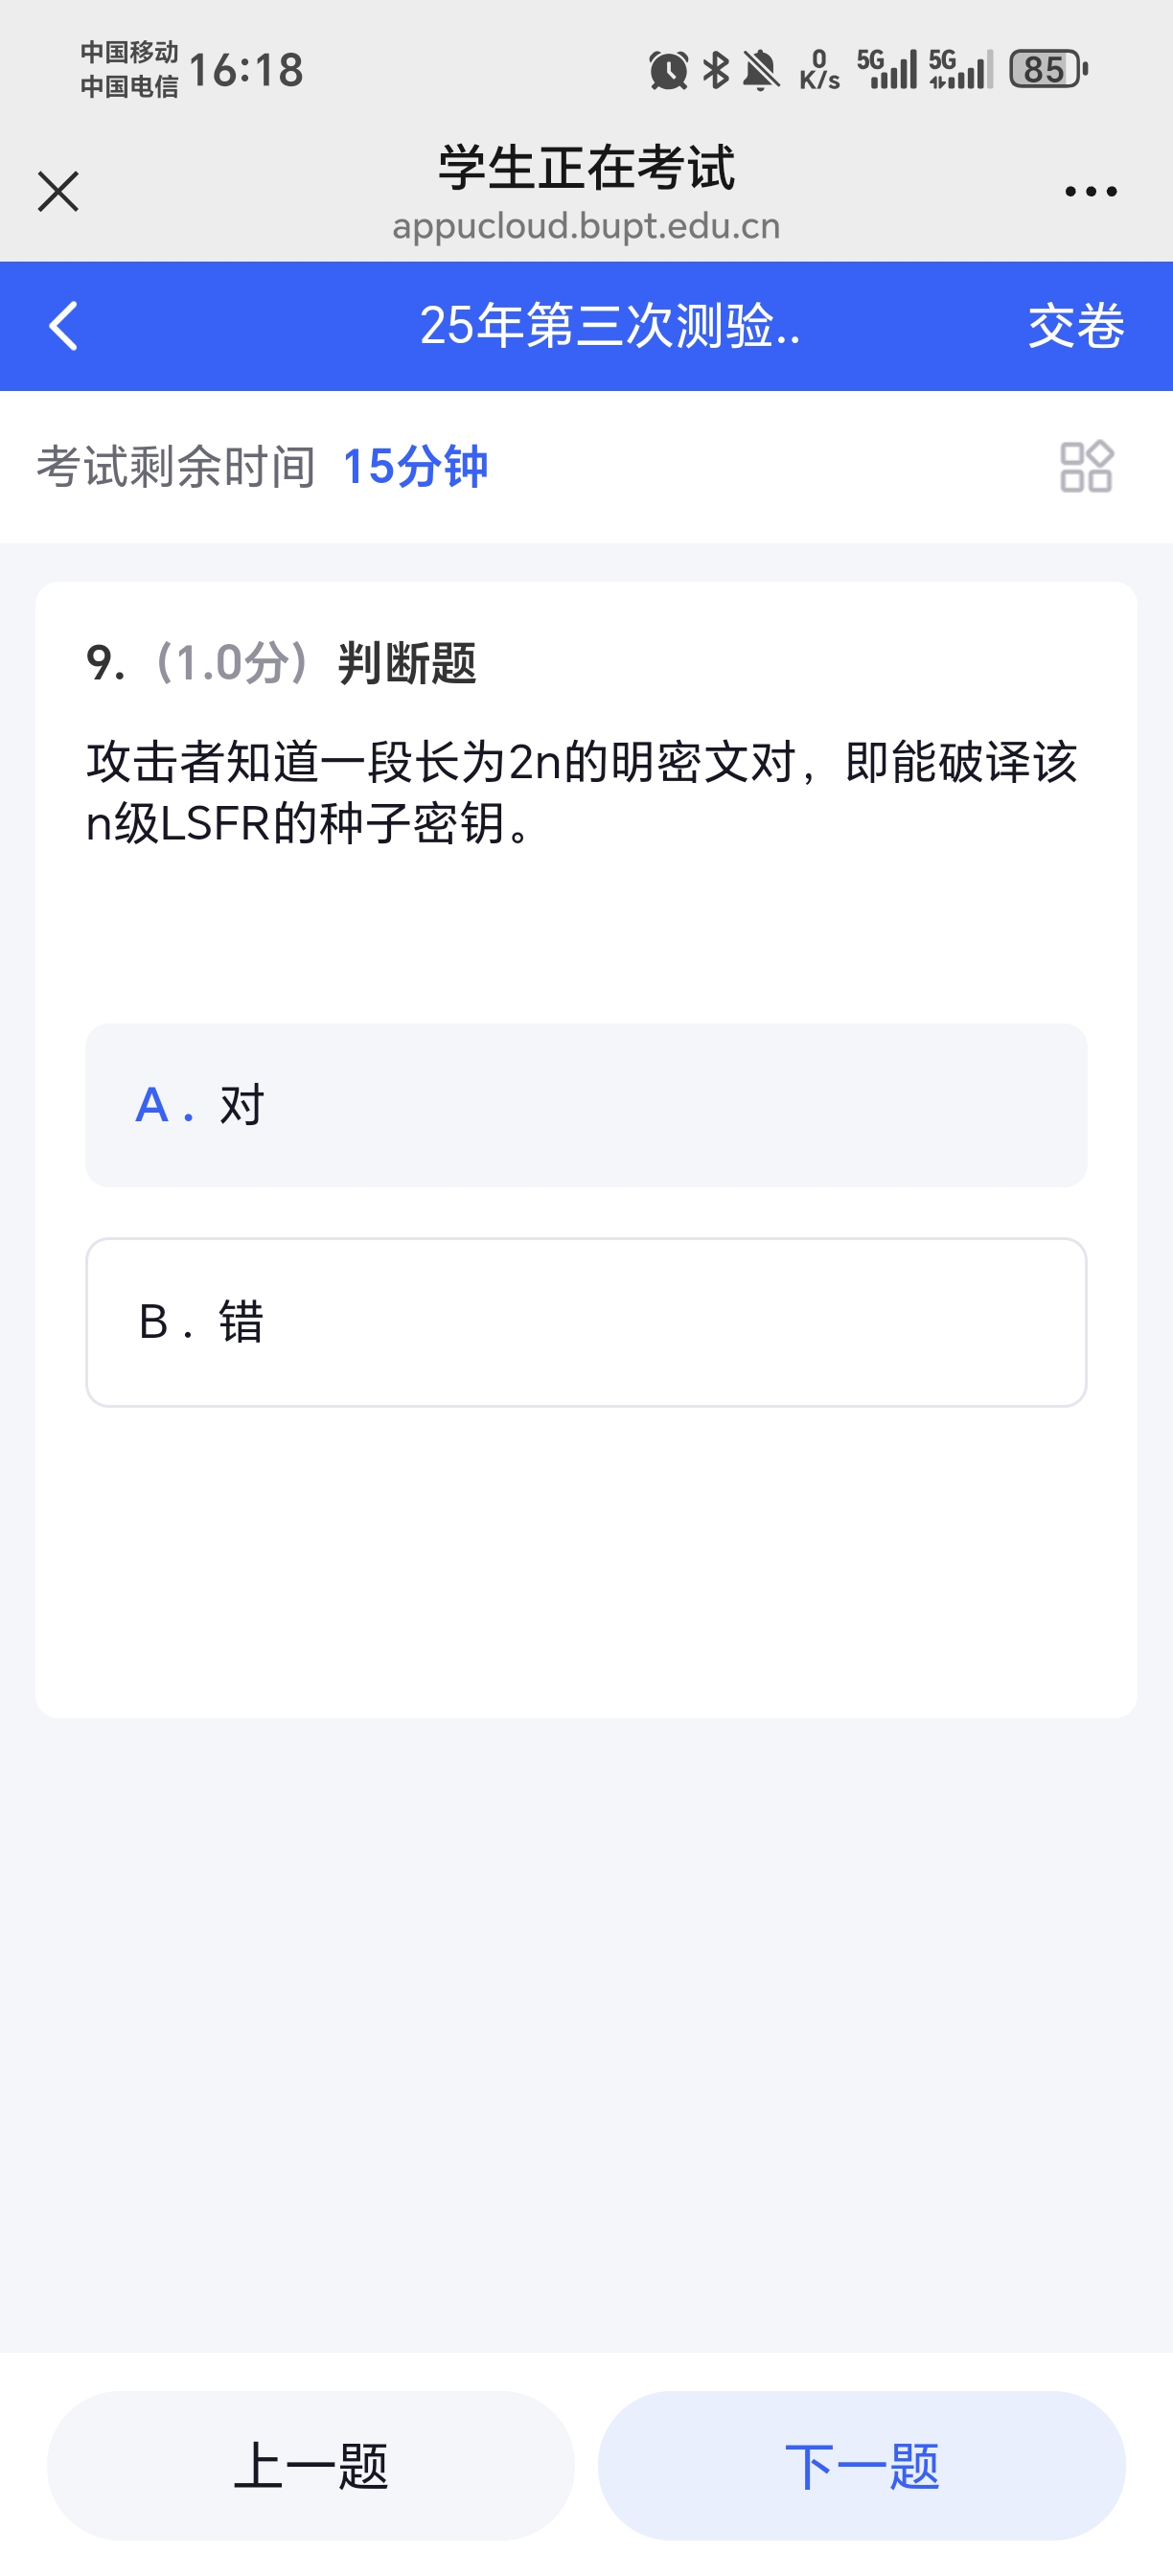 中国移动
中国电信
16:18
0
K/s
5G
5G
85
学生正在考试
appucloud.bupt.edu.cn
25年第三次测验..
交卷
考试剩余时间 15分钟
9. (1.0分) 判断题
攻击者知道一段长为2n的明密文对，即能破译该
n级LSFR的种子密钥。
A . 对
B . 错
上一题
下一题